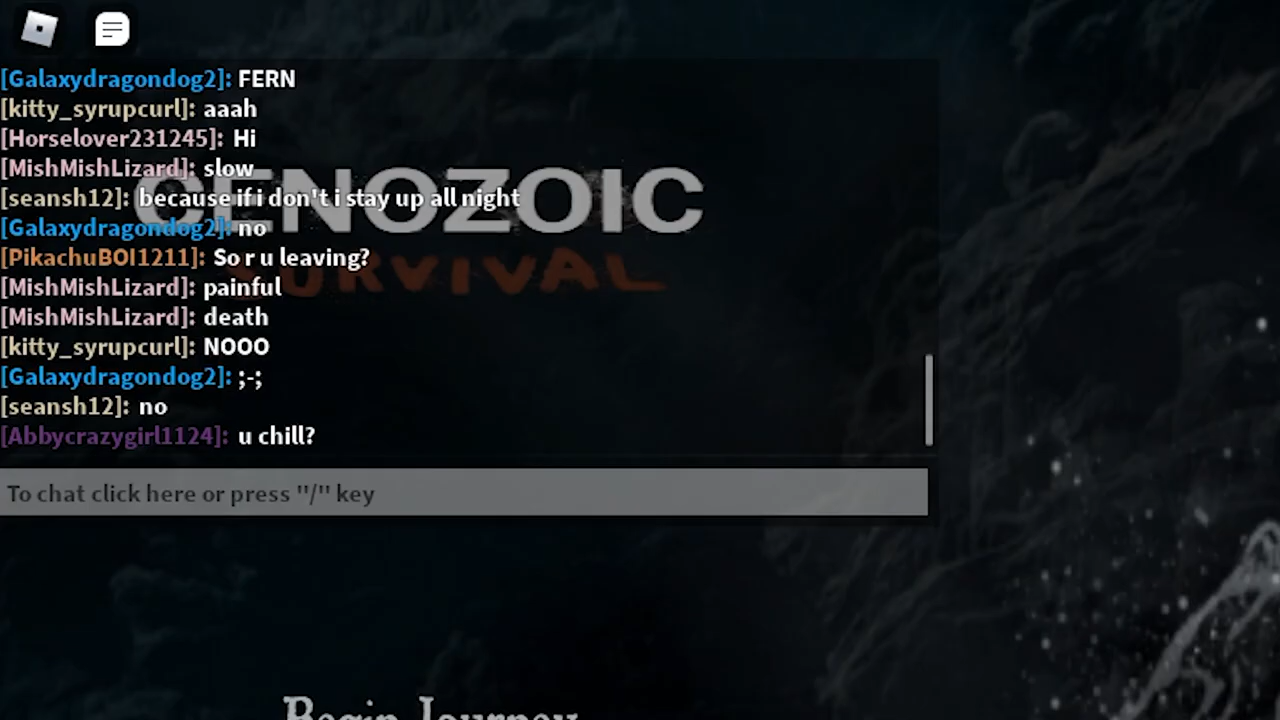 [Galaxydragondog2]: FERN
[kitty_syrupcurl]: aaah
[Horselover231245]: Hi
[MishMishLizard]: slow
CENOZOIC
[seansh12]: because if i don't i stay up all night
[Galaxydragondog2]: no
[PikachuBOI1211]: So r u leaving?
SURVIVAL
[MishMishLizard]: painful
[MishMishLizard]: death
[kitty_syrupcurl]: NOOO
[Galaxydragondog2]: ;-;
[seansh12]: no
[Abbycrazygirl1124]: u chill?
To chat click here or press "/" key
Begin Journey